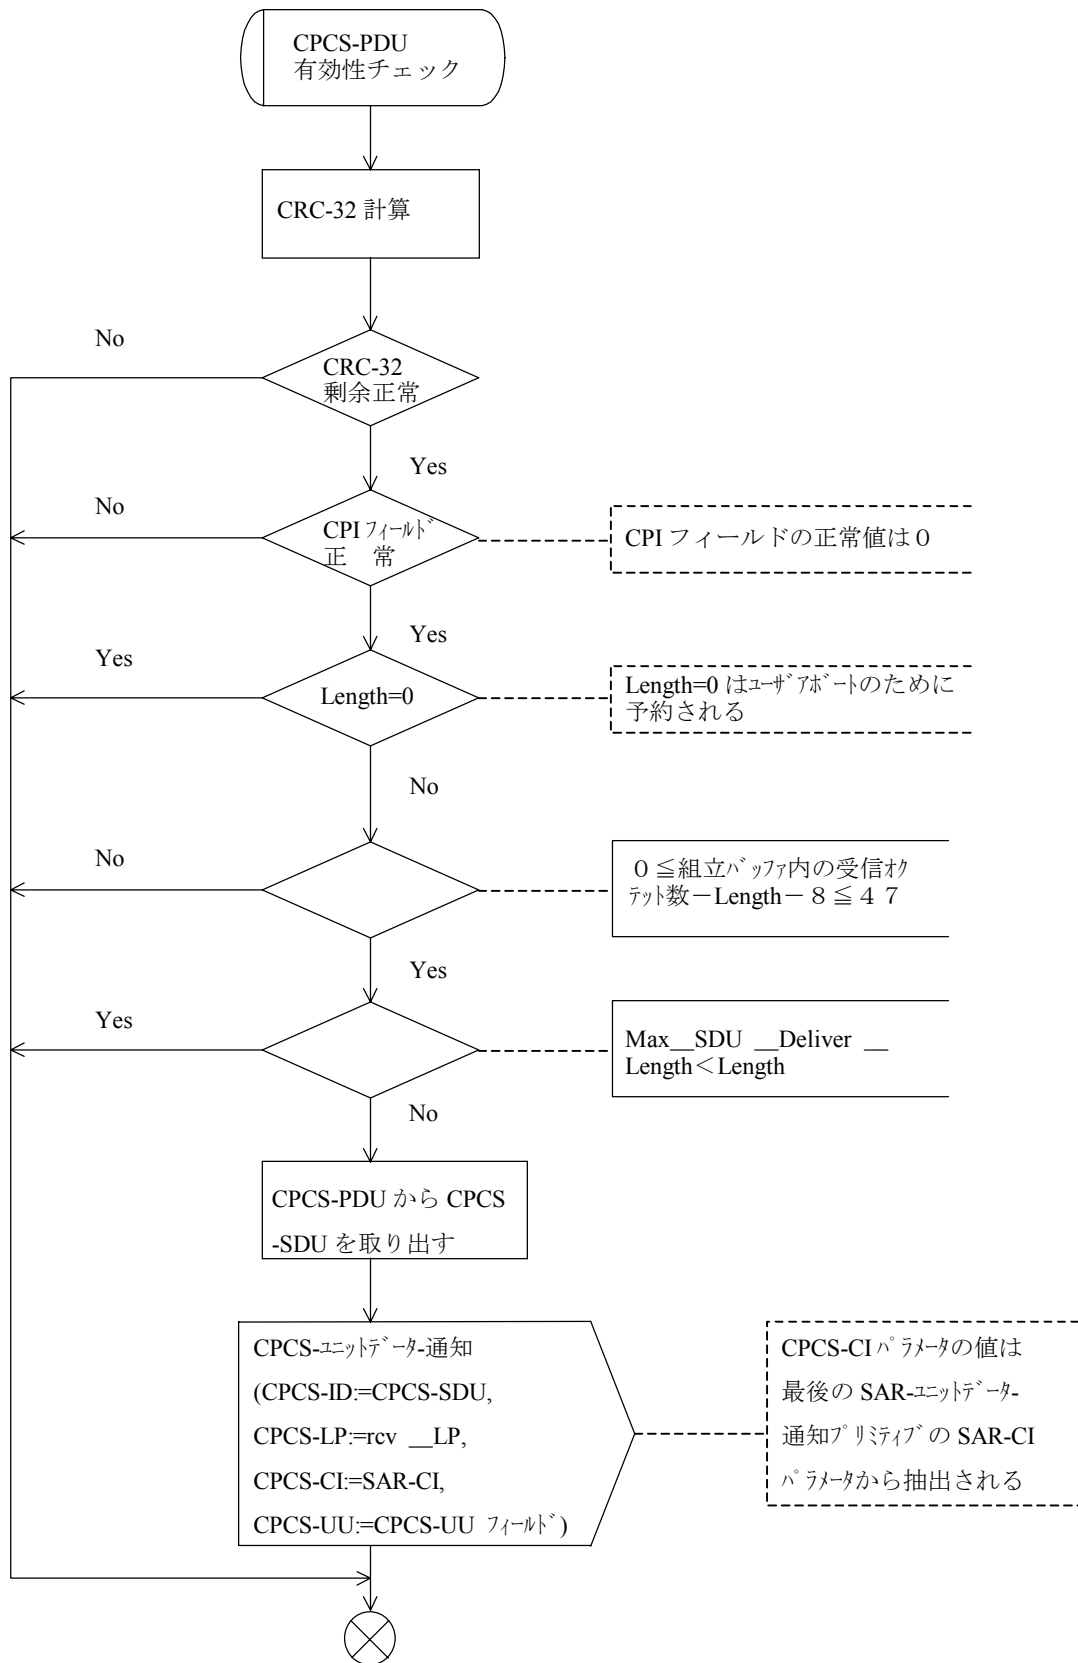 CPCS-PDU
有効性チェック
CRC-32 計算
No
CRC-32
剰余正常
Yes
No
CPI ﾌｨｰﾙﾄﾞ
正　常
CPI フィールドの正常値は０
Yes
Yes
Length=0
Length=0 はﾕｰｻﾞｱﾎﾞｰﾄのために
予約される
No
No
０≦組立ﾊﾞｯﾌｧ内の受信ｵｸ
ﾃｯﾄ数－Length－８≦４７
Yes
Yes
Max__SDU __Deliver __
Length＜Length
No
CPCS-PDU から CPCS
-SDU を取り出す
CPCS-ﾕﾆｯﾄﾃﾞｰﾀ-通知
(CPCS-ID:=CPCS-SDU,
CPCS-LP:=rcv __LP,
CPCS-CI:=SAR-CI,
CPCS-UU:=CPCS-UU ﾌｨｰﾙﾄﾞ)
CPCS-CI ﾊﾟﾗﾒｰﾀの値は
最後の SAR-ﾕﾆｯﾄﾃﾞｰﾀ-
通知ﾌﾟﾘﾐﾃｨﾌﾞの SAR-CI
ﾊﾟﾗﾒｰﾀから抽出される